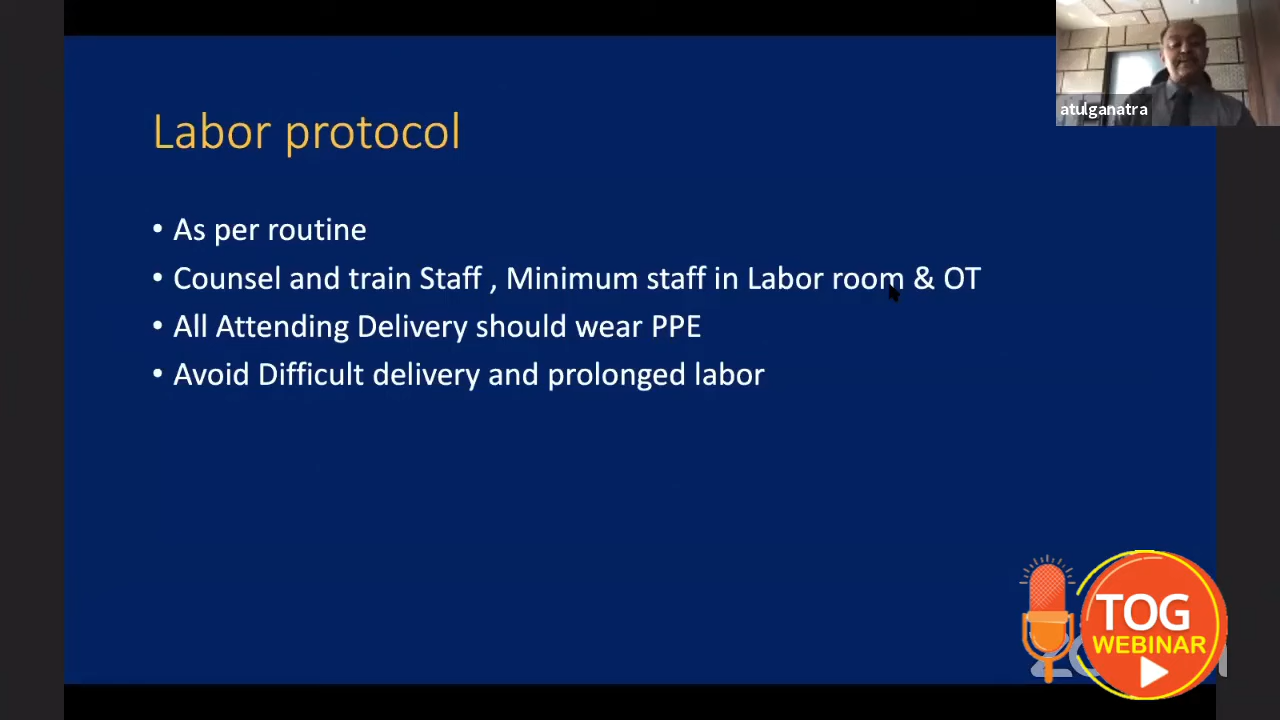 atulganatra
Labor protocol
• As per routine
• Counsel and train Staff , Minimum staff in Labor room & OT
• All Attending Delivery should wear PPE
• Avoid Difficult delivery and prolonged labor
TOG
WEBINAR